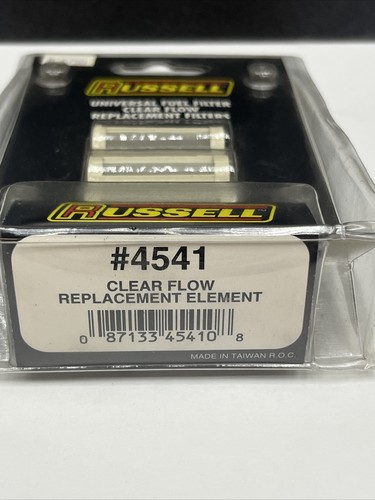 RUSSELL
UNIVERSAL FUEL FILTER
CLEAR FLOW
REPLACEMENT FILTERS
RUSSELL™
#4541
CLEAR FLOW
REPLACEMENT ELEMENT
0 87133 45410 8
MADE IN TAIWAN R.O.C.